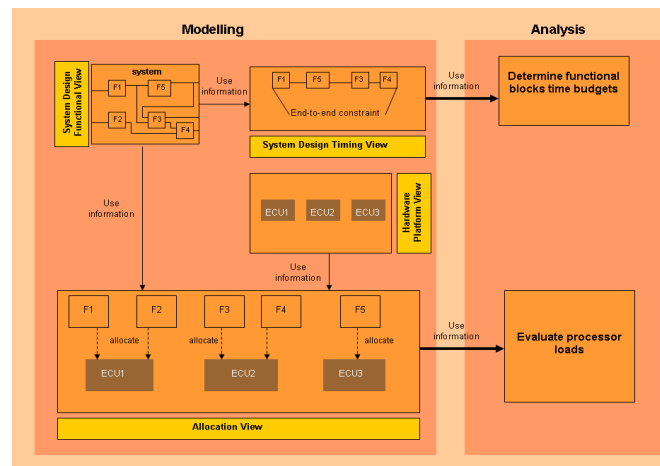 Modelling
Analysis
System Design
Functional View
system
F1
F5
F2
F3
F4
Use
information
F1
F5
F3
F4
End-to-end constraint
System Design Timing View
Use
information
Determine functional
blocks time budgets
Use
information
ECU1
ECU2
ECU3
Hardware
Platform View
Use
information
F1
F2
F3
F4
F5
allocate
allocate
allocate
ECU1
ECU2
ECU3
Allocation View
Use
information
Evaluate processor
loads